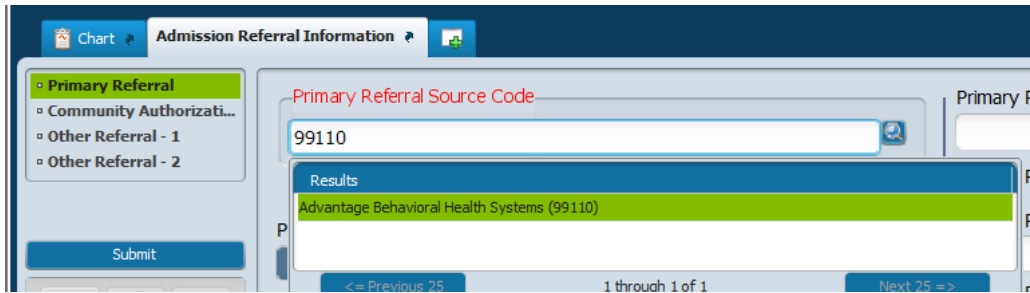 Chart
Admission Referral Information
Primary Referral
Community Authorizati...
Other Referral - 1
Other Referral - 2
Submit
Primary Referral Source Code
99110
Results
Advantage Behavioral Health Systems (99110)
<= Previous 25
1 through 1 of 1
Next 25 =>
Primary